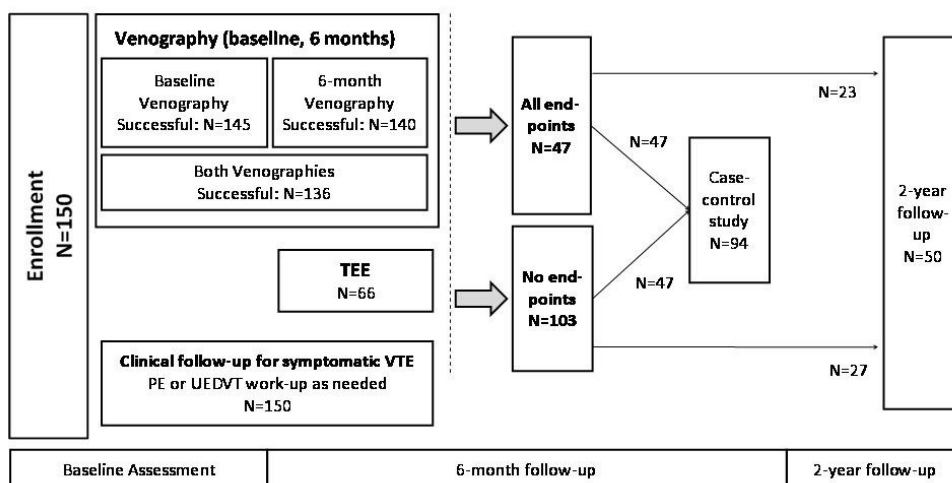 Enrollment
N=150
Venography (baseline, 6 months)
Baseline
Venography
Successful: N=145
6-month
Venography
Successful: N=140
Both Venographies
Successful: N=136
TEE
N=66
Clinical follow-up for symptomatic VTE
PE or UEDVT work-up as needed
N=150
All end-
points
N=47
No end-
points
N=103
N=47
N=47
Case-
control
study
N=94
N=23
N=27
2-year
follow-
up
N=50
Baseline Assessment
6-month follow-up
2-year follow-up